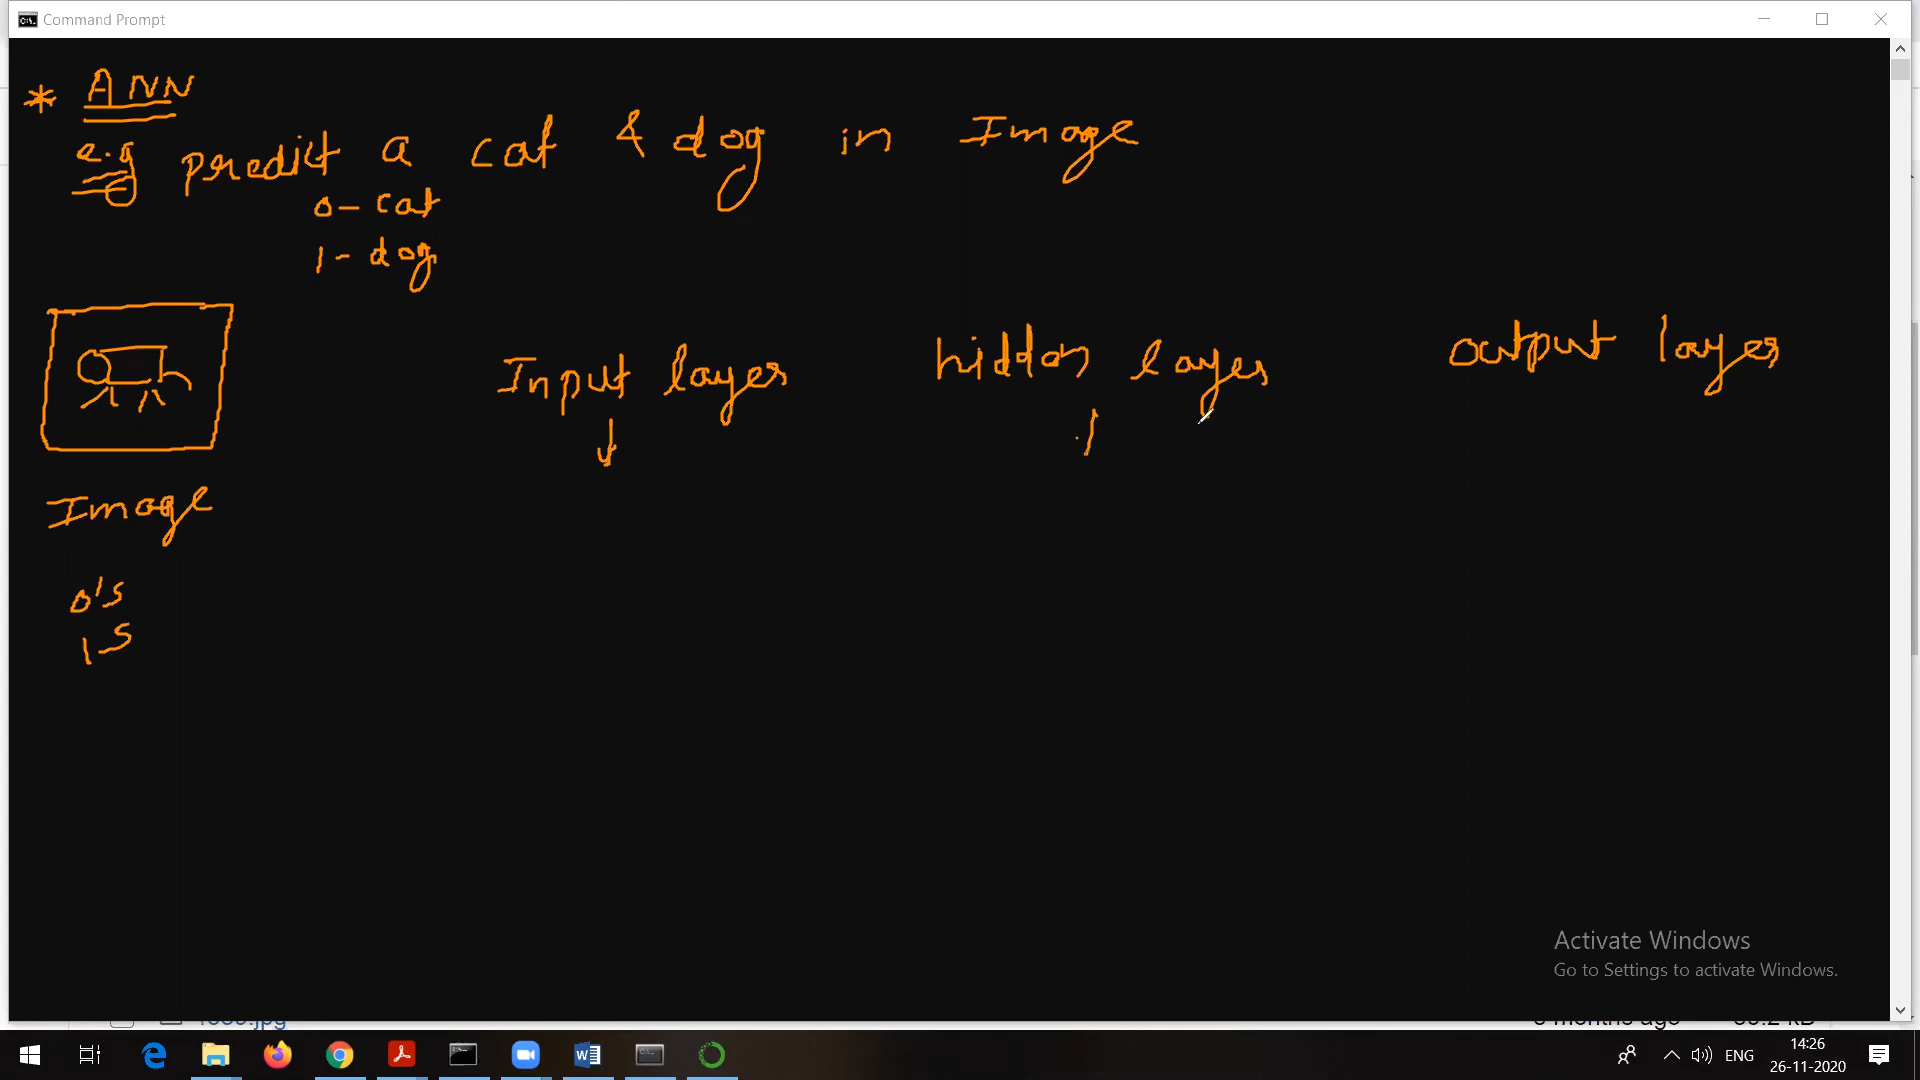 Command Prompt
* ANN
e.g predict a cat & dog in Image
0 - cat
1 - dog
Input layer hidden layer output layer
Image
0's
1-s
Activate Windows
Go to Settings to activate Windows.
ENG
14:26
26-11-2020